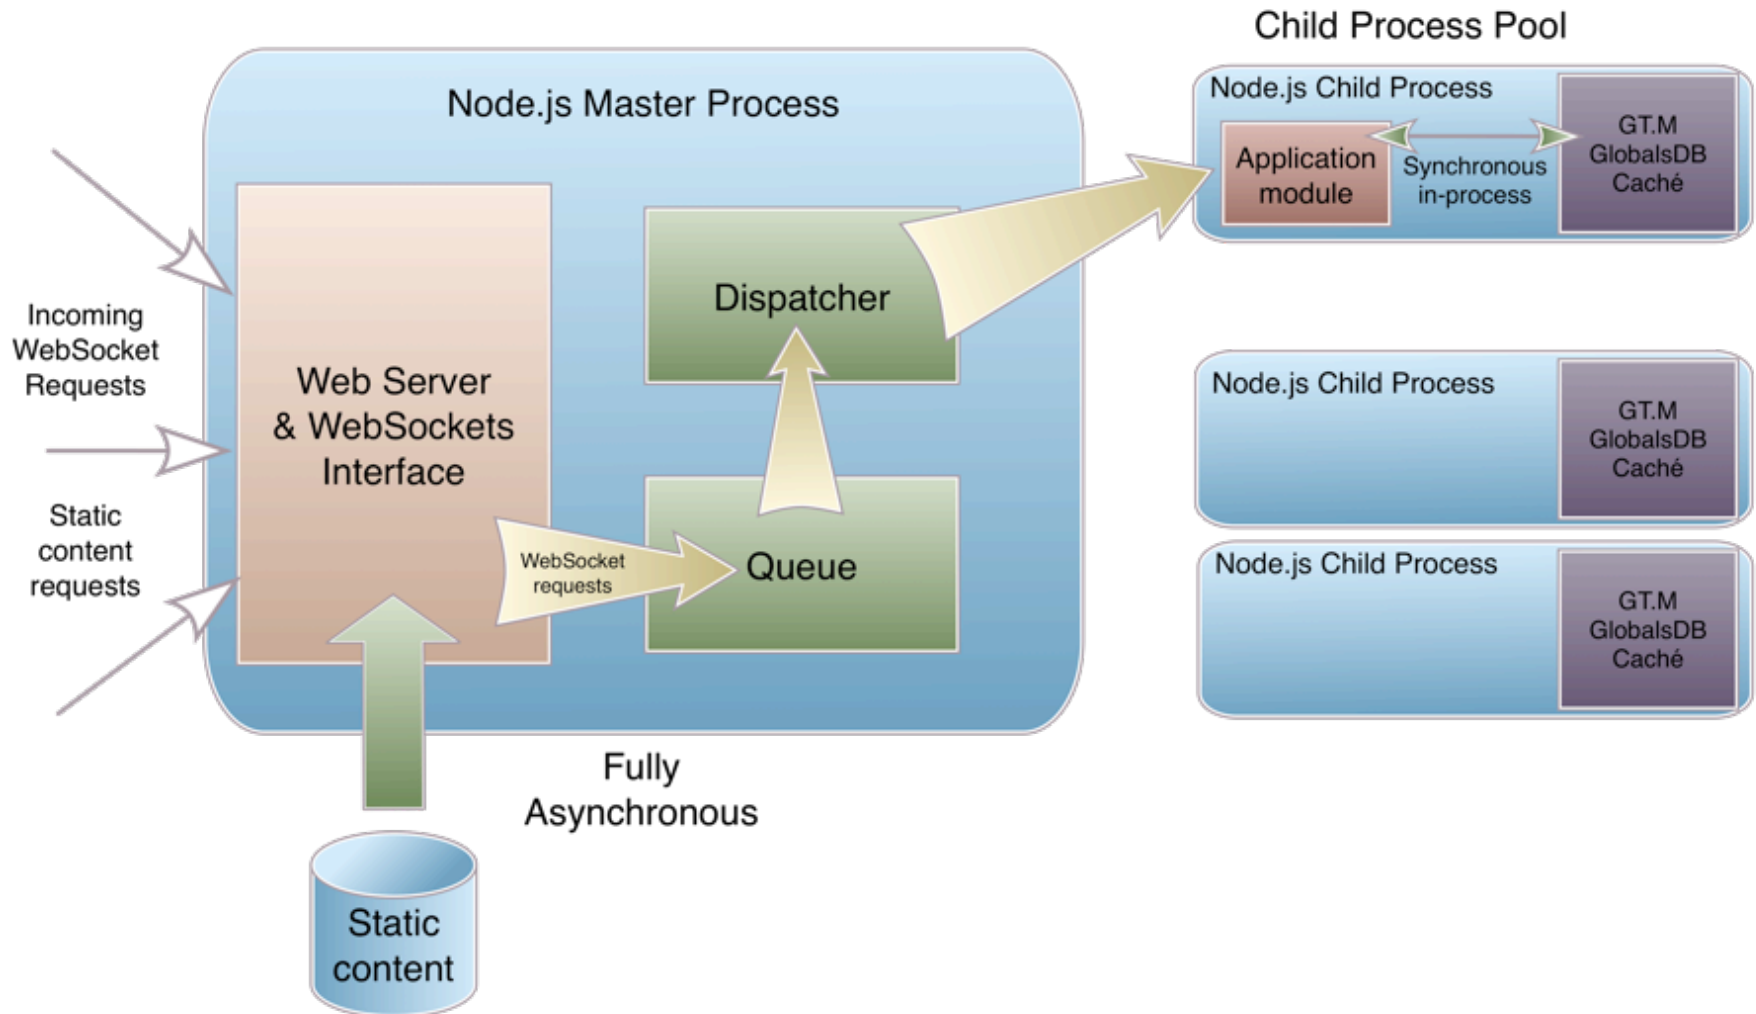 Child Process Pool
Node.js Master Process
Incoming
WebSocket
Requests
Static
content
requests
Web Server
& WebSockets
Interface
WebSocket
requests
Dispatcher
Queue
Fully
Asynchronous
Static
content
Node.js Child Process
Application
module
Synchronous
in-process
GT.M
GlobalsDB
Caché
Node.js Child Process
GT.M
GlobalsDB
Caché
Node.js Child Process
GT.M
GlobalsDB
Caché